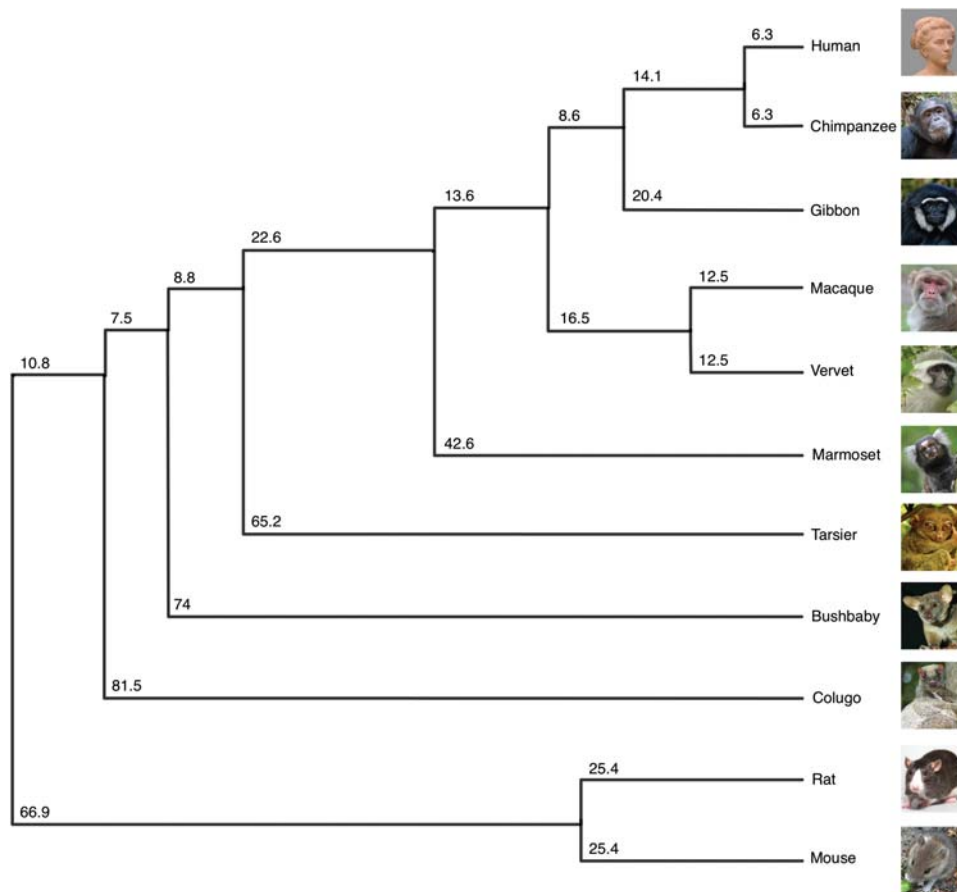 6.3
Human
14.1
8.6
6.3
Chimpanzee
13.6
20.4
Gibbon
22.6
8.8
12.5
Macaque
7.5
16.5
10.8
12.5
Vervet
42.6
Marmoset
65.2
Tarsier
74
Bushbaby
81.5
Colugo
25.4
Rat
66.9
25.4
Mouse